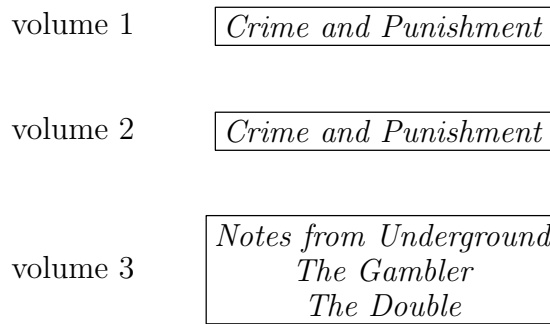 volume 1 Crime and Punishment
volume 2 Crime and Punishment
Notes from Underground
volume 3 The Gambler
The Double